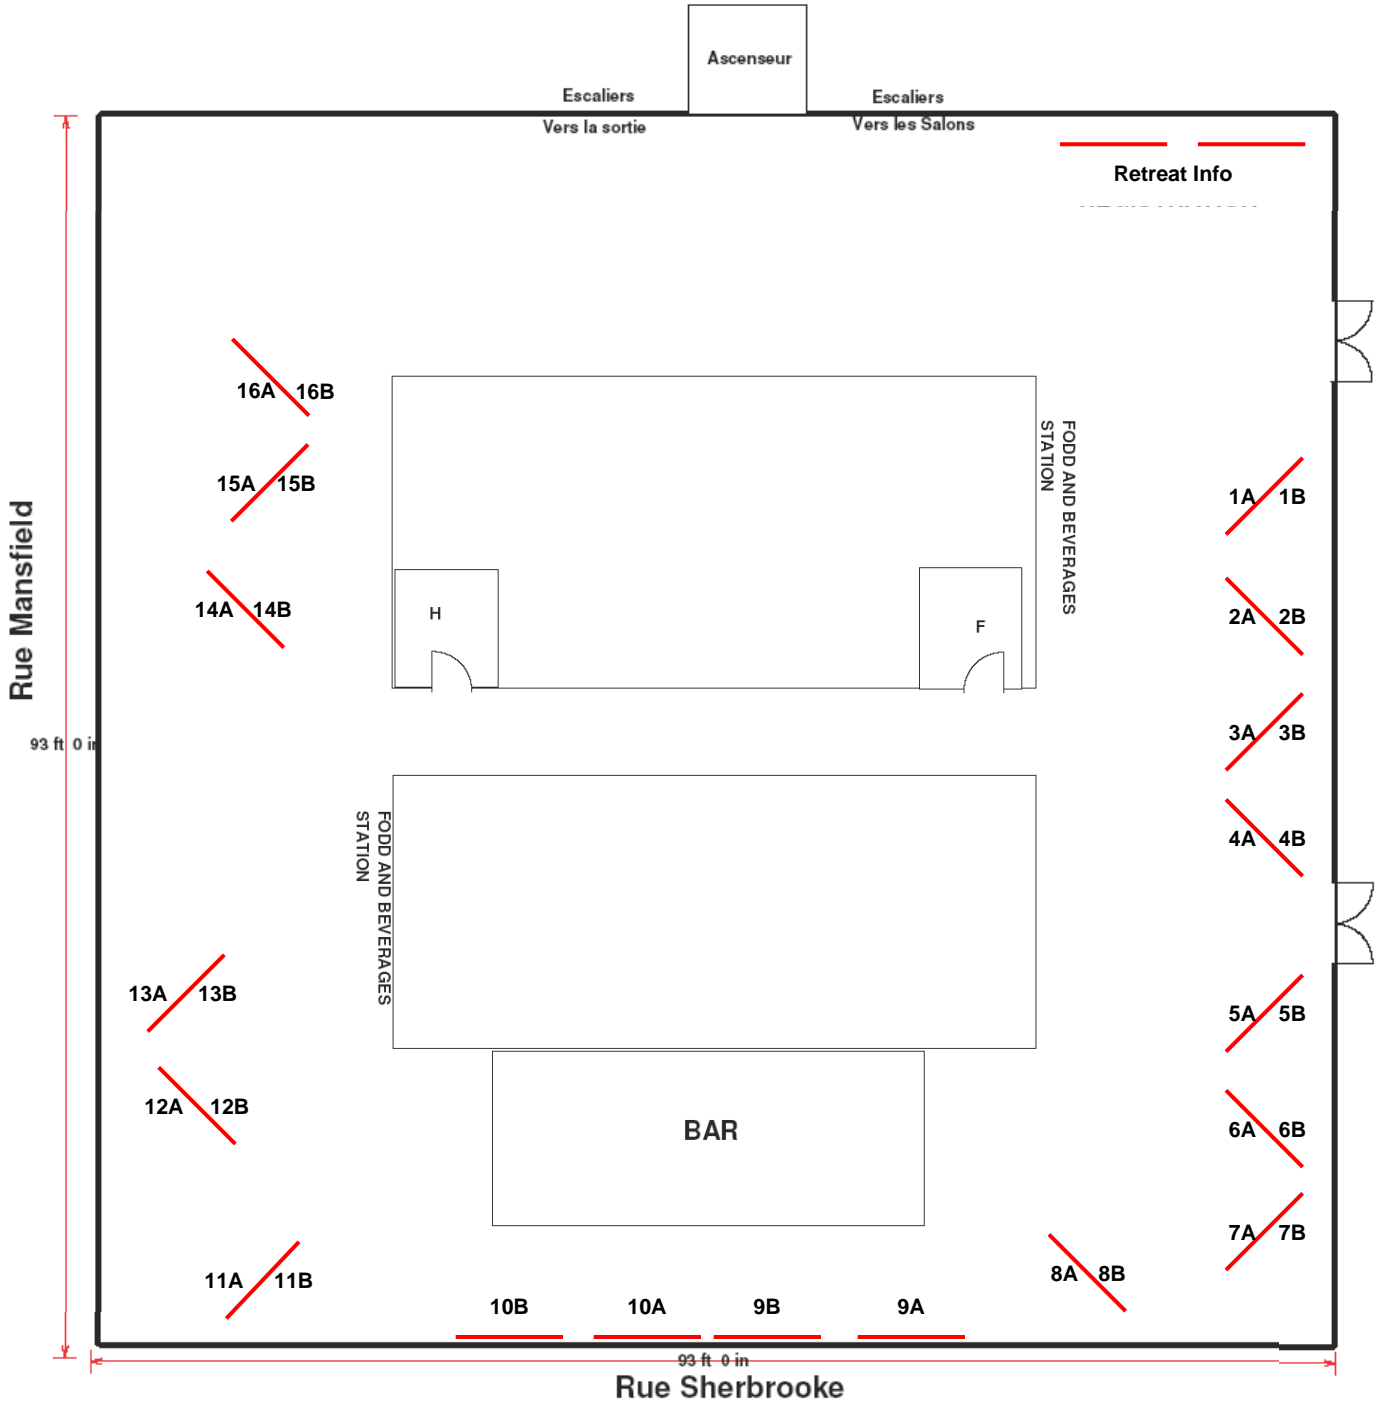 Ascenseur
Escaliers
Escaliers
Vers la sortie
Vers les Salons
Retreat Info
16A 16B
FODD AND BEVERAGES
STATION
15A 15B
1A 1B
Rue Mansfield
14A 14B
H
F
2A 2B
3A 3B
93 ft 0 in
4A 4B
FODD AND BEVERAGES
STATION
13A 13B
5A 5B
12A 12B
BAR
6A 6B
7A 7B
11A 11B
8A 8B
10B 10A 9B 9A
93 ft 0 in
Rue Sherbrooke